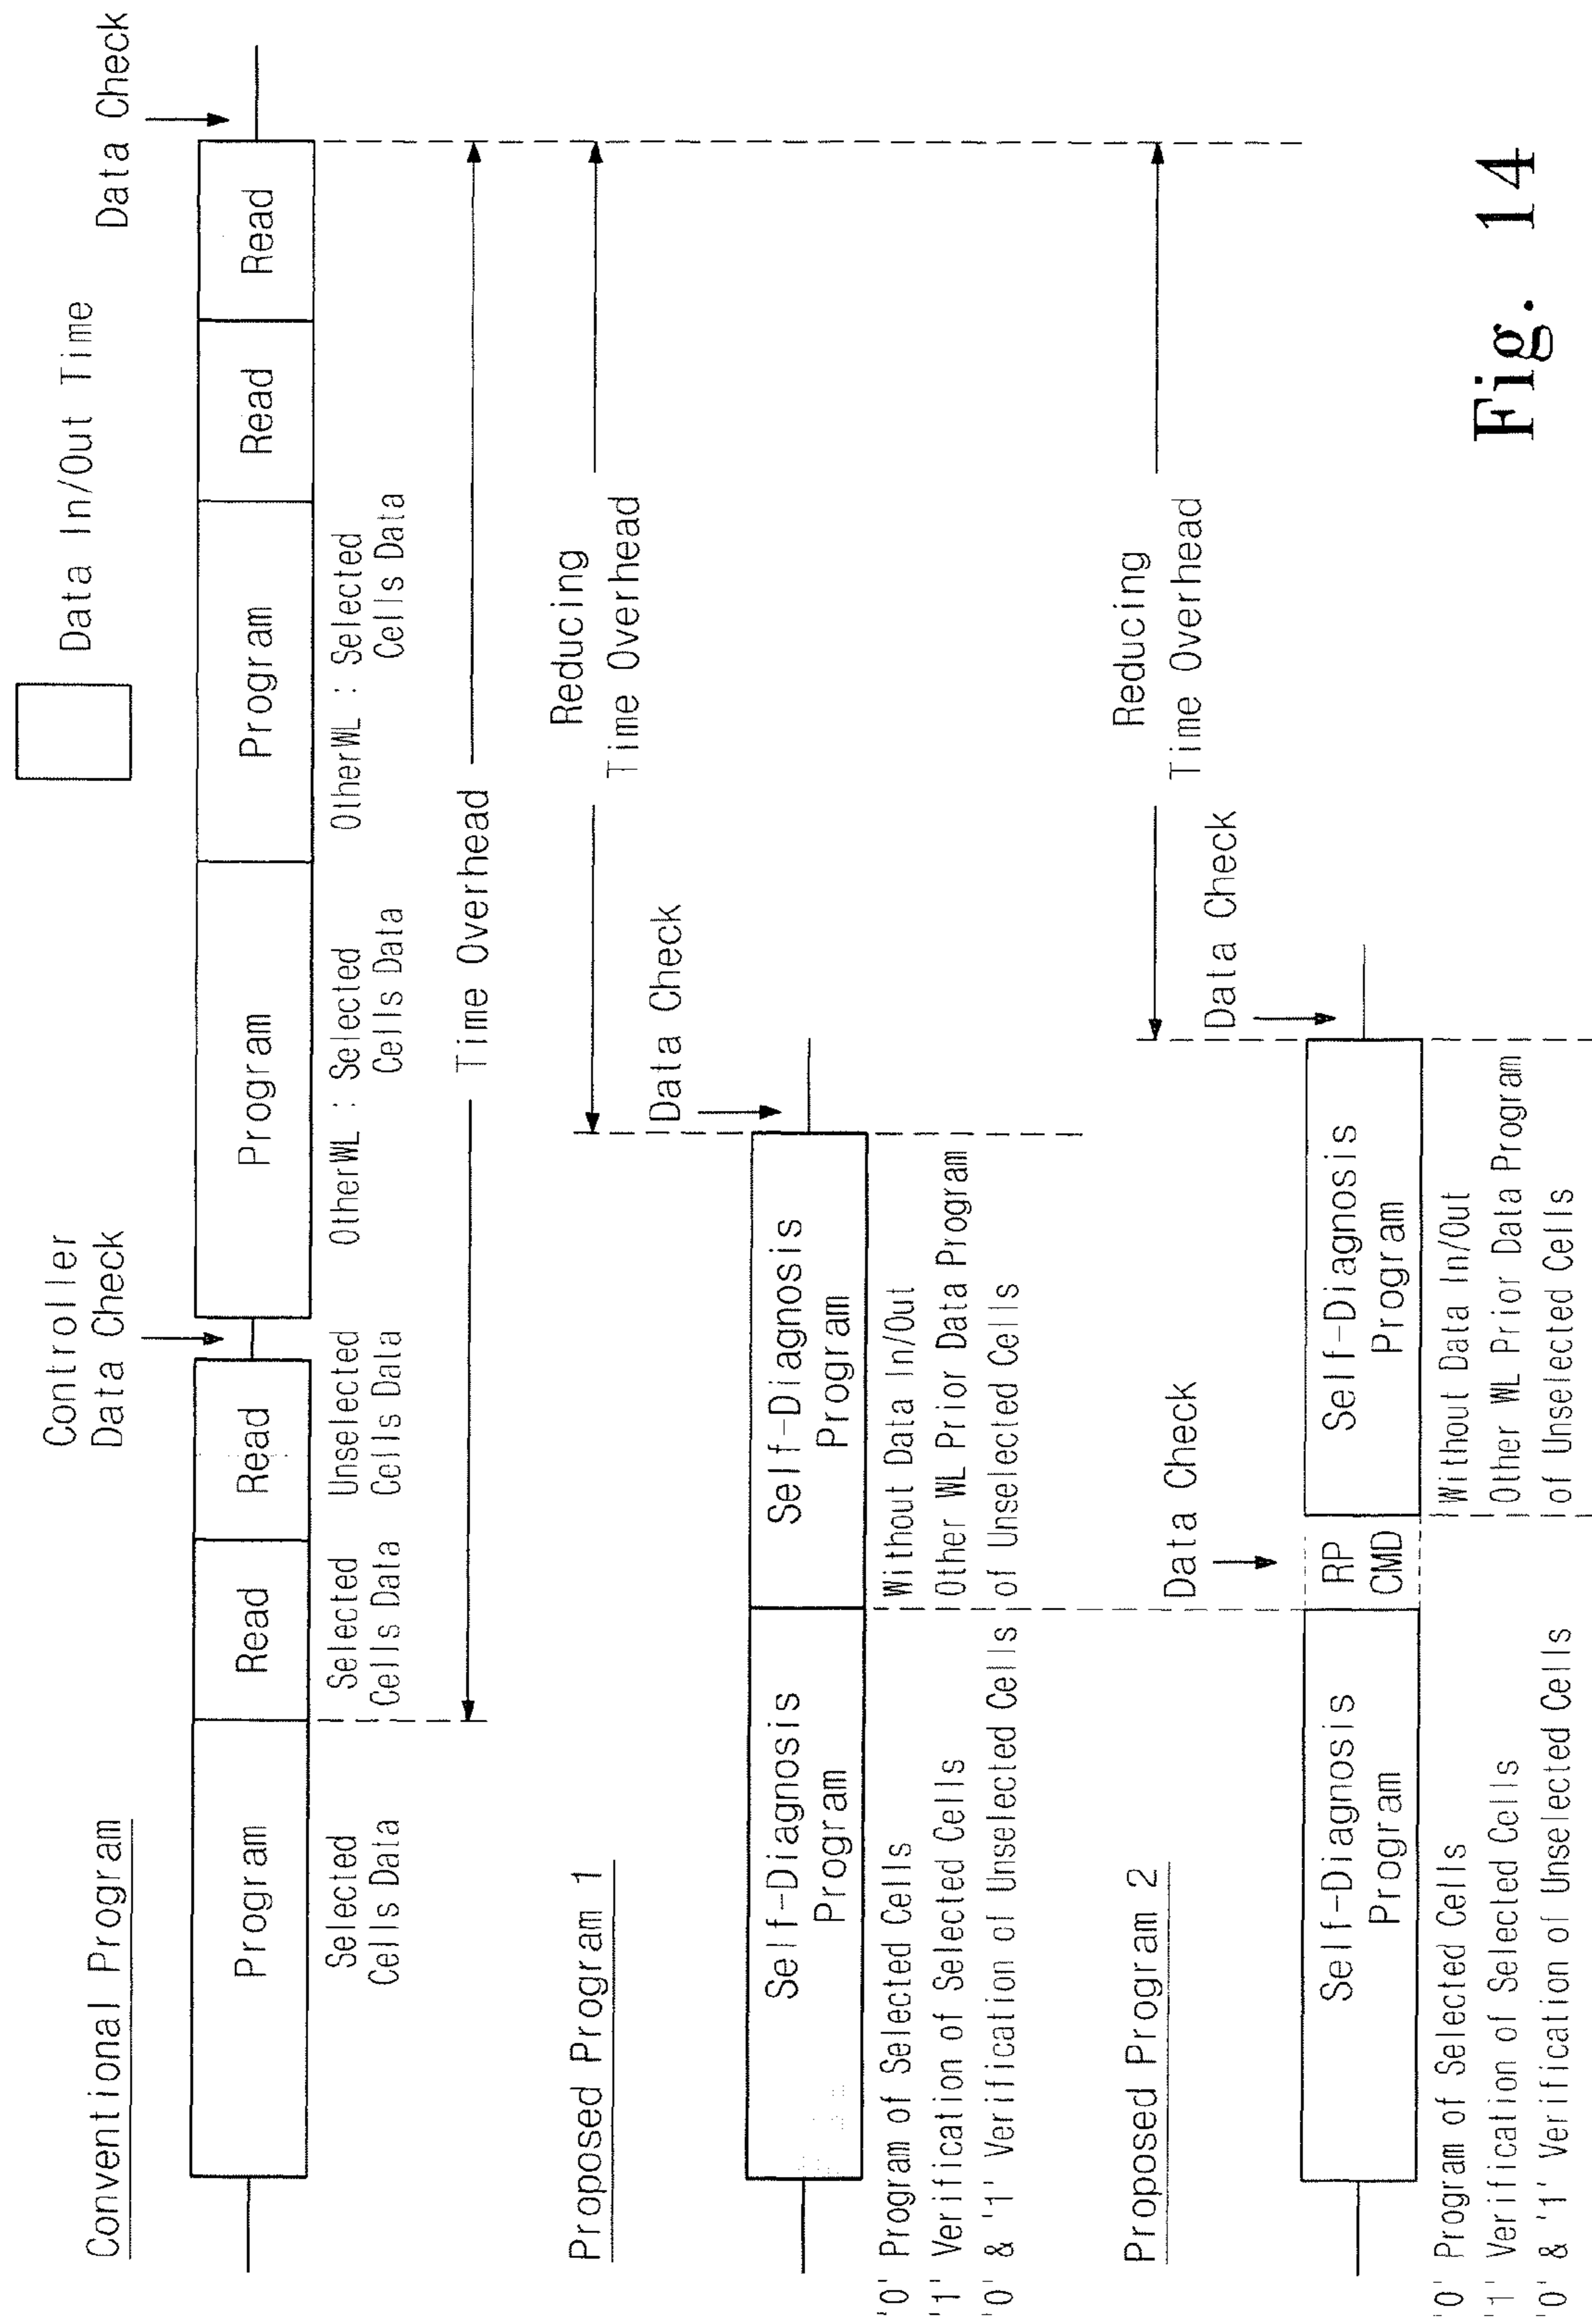 Data In/Out Time
Conventional Program
Controller
Data Check
Data Check
Program
Read
Read
Program
Program
Read
Read
Selected
Cells Data
Selected
Cells Data
Unselected
Cells Data
OtherWL : Selected
Cells Data
OtherWL : Selected
Cells Data
Time Overhead
Proposed Program 1
Reducing
Time Overhead
Data Check
Self-Diagnosis
Program
Self-Diagnosis
Program
'0' Program of Selected Cells
'1' Verification of Selected Cells
'0' & '1' Verification of Unselected Cells
Without Data In/Out
Other WL Prior Data Program
of Unselected Cells
Proposed Program 2
Reducing
Time Overhead
Data Check
Data Check
Self-Diagnosis
Program
RP
CMD
Self-Diagnosis
Program
'0' Program of Selected Cells
'1' Verification of Selected Cells
'0' & '1' Verification of Unselected Cells
Without Data In/Out
Other WL Prior Data Program
of Unselected Cells
Fig. 14